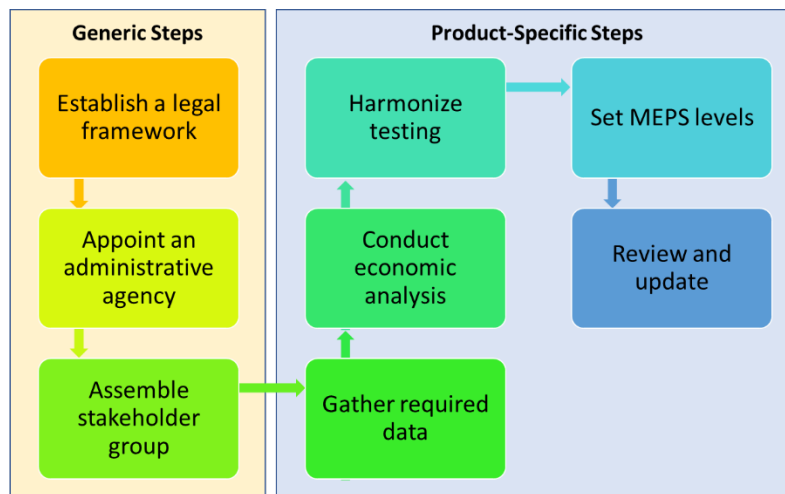 Generic Steps
Establish a legal
framework
Appoint an
administrative
agency
Assemble
stakeholder
group
Product-Specific Steps
Gather required
data
Conduct
economic
analysis
Harmonize
testing
Set MEPS levels
Review and
update